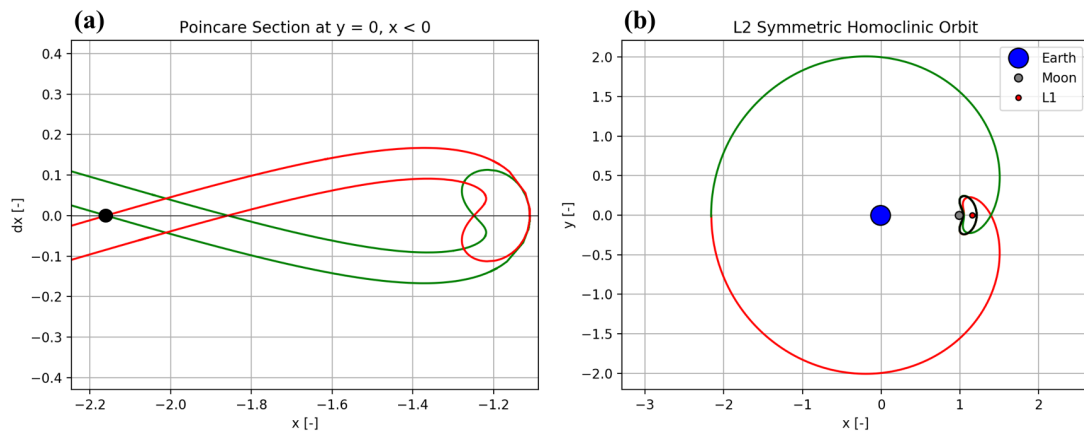 (a)
Poincare Section at y = 0, x < 0
0.4
0.3
0.2
0.1
0.0
−0.1
−0.2
−0.3
−0.4
dx [-]
−2.2
−2.0
−1.8
−1.6
−1.4
−1.2
x [-]
(b)
L2 Symmetric Homoclinic Orbit
Earth
Moon
L1
2.0
1.5
1.0
0.5
0.0
−0.5
−1.0
−1.5
−2.0
y [-]
−3
−2
−1
0
1
2
x [-]